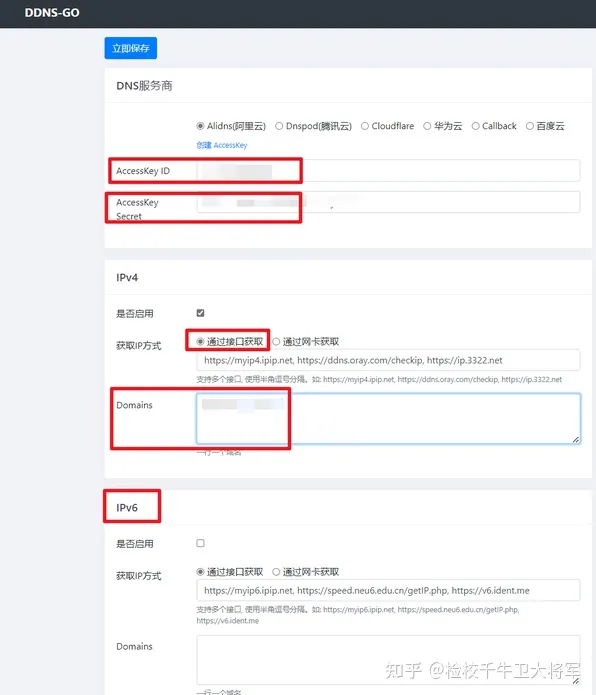 DDNS-GO
立即保存
DNS服务商
Alidns(阿里云) Dnspod(腾讯云) Cloudflare 华为云 Callback 百度云
创建 AccessKey
AccessKey ID
AccessKey
Secret
IPv4
是否启用
获取IP方式
通过接口获取 通过网卡获取
https://myip4.ipip.net, https://ddns.oray.com/checkip, https://ip.3322.net
支持多个接口, 使用半角逗号分隔。如: https://myip4.ipip.net, https://ddns.oray.com/checkip, https://ip.3322.net
Domains
一行一个域名
IPv6
是否启用
获取IP方式
通过接口获取 通过网卡获取
https://myip6.ipip.net, https://speed.neu6.edu.cn/getIP.php, https://v6.ident.me
支持多个接口, 使用半角逗号分隔。如: https://myip6.ipip.net, https://speed.neu6.edu.cn/getIP.php,
https://v6.ident.me
Domains
知乎 @检校千牛卫大将军
一行一个域名